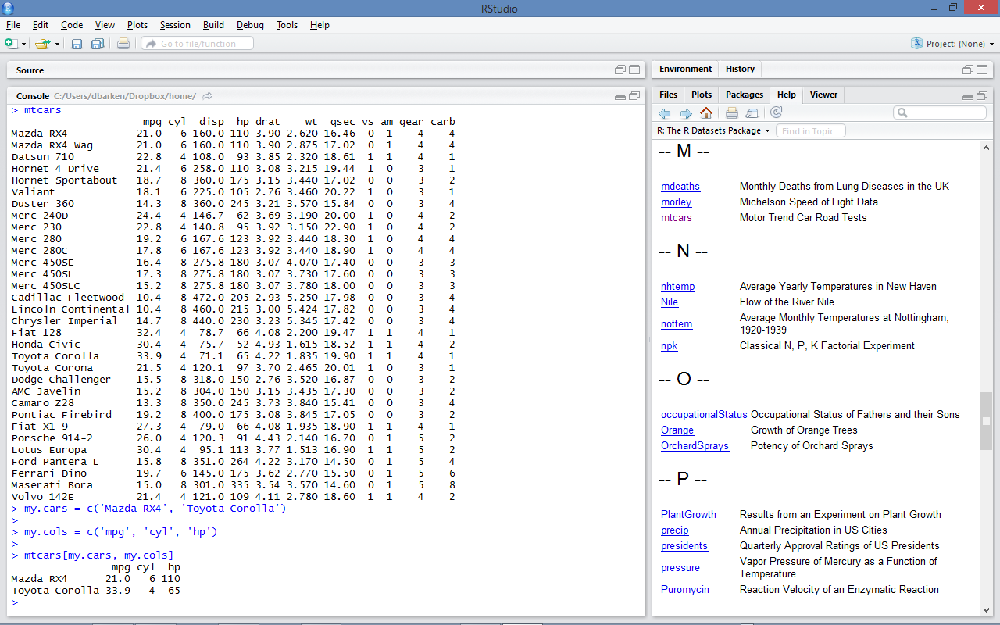 RStudio
File Edit Code View Plots Session Build Debug Tools Help
Go to file/function
Project: (None)
Source
Console C:/Users/dbarken/Dropbox/home/
> mtcars
mpg cyl disp hp drat wt qsec vs am gear carb
Mazda RX4 21.0 6 160.0 110 3.90 2.620 16.46 0 1 4 4
Mazda RX4 Wag 21.0 6 160.0 110 3.90 2.875 17.02 0 1 4 4
Datsun 710 22.8 4 108.0 93 3.85 2.320 18.61 1 1 4 1
Hornet 4 Drive 21.4 6 258.0 110 3.08 3.215 19.44 1 0 3 1
Hornet Sportabout 18.7 8 360.0 175 3.15 3.440 17.02 0 0 3 2
Valiant 18.1 6 225.0 105 2.76 3.460 20.22 1 0 3 1
Duster 360 14.3 8 360.0 245 3.21 3.570 15.84 0 0 3 4
Merc 240D 24.4 4 146.7 62 3.69 3.190 20.00 1 0 4 2
Merc 230 22.8 4 140.8 95 3.92 3.150 22.90 1 0 4 2
Merc 280 19.2 6 167.6 123 3.92 3.440 18.30 1 0 4 4
Merc 280C 17.8 6 167.6 123 3.92 3.440 18.90 1 0 4 4
Merc 450SE 16.4 8 275.8 180 3.07 4.070 17.40 0 0 3 3
Merc 450SL 17.3 8 275.8 180 3.07 3.730 17.60 0 0 3 3
Merc 450SLC 15.2 8 275.8 180 3.07 3.780 18.00 0 0 3 3
Cadillac Fleetwood 10.4 8 472.0 205 2.93 5.250 17.98 0 0 3 4
Lincoln Continental 10.4 8 460.0 215 3.00 5.424 17.82 0 0 3 4
Chrysler Imperial 14.7 8 440.0 230 3.23 5.345 17.42 0 0 3 4
Fiat 128 32.4 4 78.7 66 4.08 2.200 19.47 1 1 4 1
Honda Civic 30.4 4 75.7 52 4.93 1.615 18.52 1 1 4 2
Toyota Corolla 33.9 4 71.1 65 4.22 1.835 19.90 1 1 4 1
Toyota Corona 21.5 4 120.1 97 3.70 2.465 20.01 1 0 3 1
Dodge Challenger 15.5 8 318.0 150 2.76 3.520 16.87 0 0 3 2
AMC Javelin 15.2 8 304.0 150 3.15 3.435 17.30 0 0 3 2
Camaro Z28 13.3 8 350.0 245 3.73 3.840 15.41 0 0 3 4
Pontiac Firebird 19.2 8 400.0 175 3.08 3.845 17.05 0 0 3 2
Fiat X1-9 27.3 4 79.0 66 4.08 1.935 18.90 1 1 4 1
Porsche 914-2 26.0 4 120.3 91 4.43 2.140 16.70 0 1 5 2
Lotus Europa 30.4 4 95.1 113 3.77 1.513 16.90 1 1 5 2
Ford Pantera L 15.8 8 351.0 264 4.22 3.170 14.50 0 1 5 4
Ferrari Dino 19.7 6 145.0 175 3.62 2.770 15.50 0 1 5 6
Maserati Bora 15.0 8 301.0 335 3.54 3.570 14.60 0 1 5 8
Volvo 142E 21.4 4 121.0 109 4.11 2.780 18.60 1 1 4 2
> my.cars = c('Mazda RX4', 'Toyota Corolla')
>
> my.cols = c('mpg', 'cyl', 'hp')
>
> mtcars[my.cars, my.cols]
mpg cyl hp
Mazda RX4 21.0 6 110
Toyota Corolla 33.9 4 65
>
Environment History
Files Plots Packages Help Viewer
R: The R Datasets Package Find in Topic
-- M --
mdeaths Monthly Deaths from Lung Diseases in the UK
morley Michelson Speed of Light Data
mtcars Motor Trend Car Road Tests
-- N --
nhtemp Average Yearly Temperatures in New Haven
Nile Flow of the River Nile
nottem Average Monthly Temperatures at Nottingham,
1920-1939
npk Classical N, P, K Factorial Experiment
-- O --
occupationalStatus Occupational Status of Fathers and their Sons
Orange Growth of Orange Trees
OrchardSprays Potency of Orchard Sprays
-- P --
PlantGrowth Results from an Experiment on Plant Growth
precip Annual Precipitation in US Cities
presidents Quarterly Approval Ratings of US Presidents
pressure Vapor Pressure of Mercury as a Function of
Temperature
Puromycin Reaction Velocity of an Enzymatic Reaction